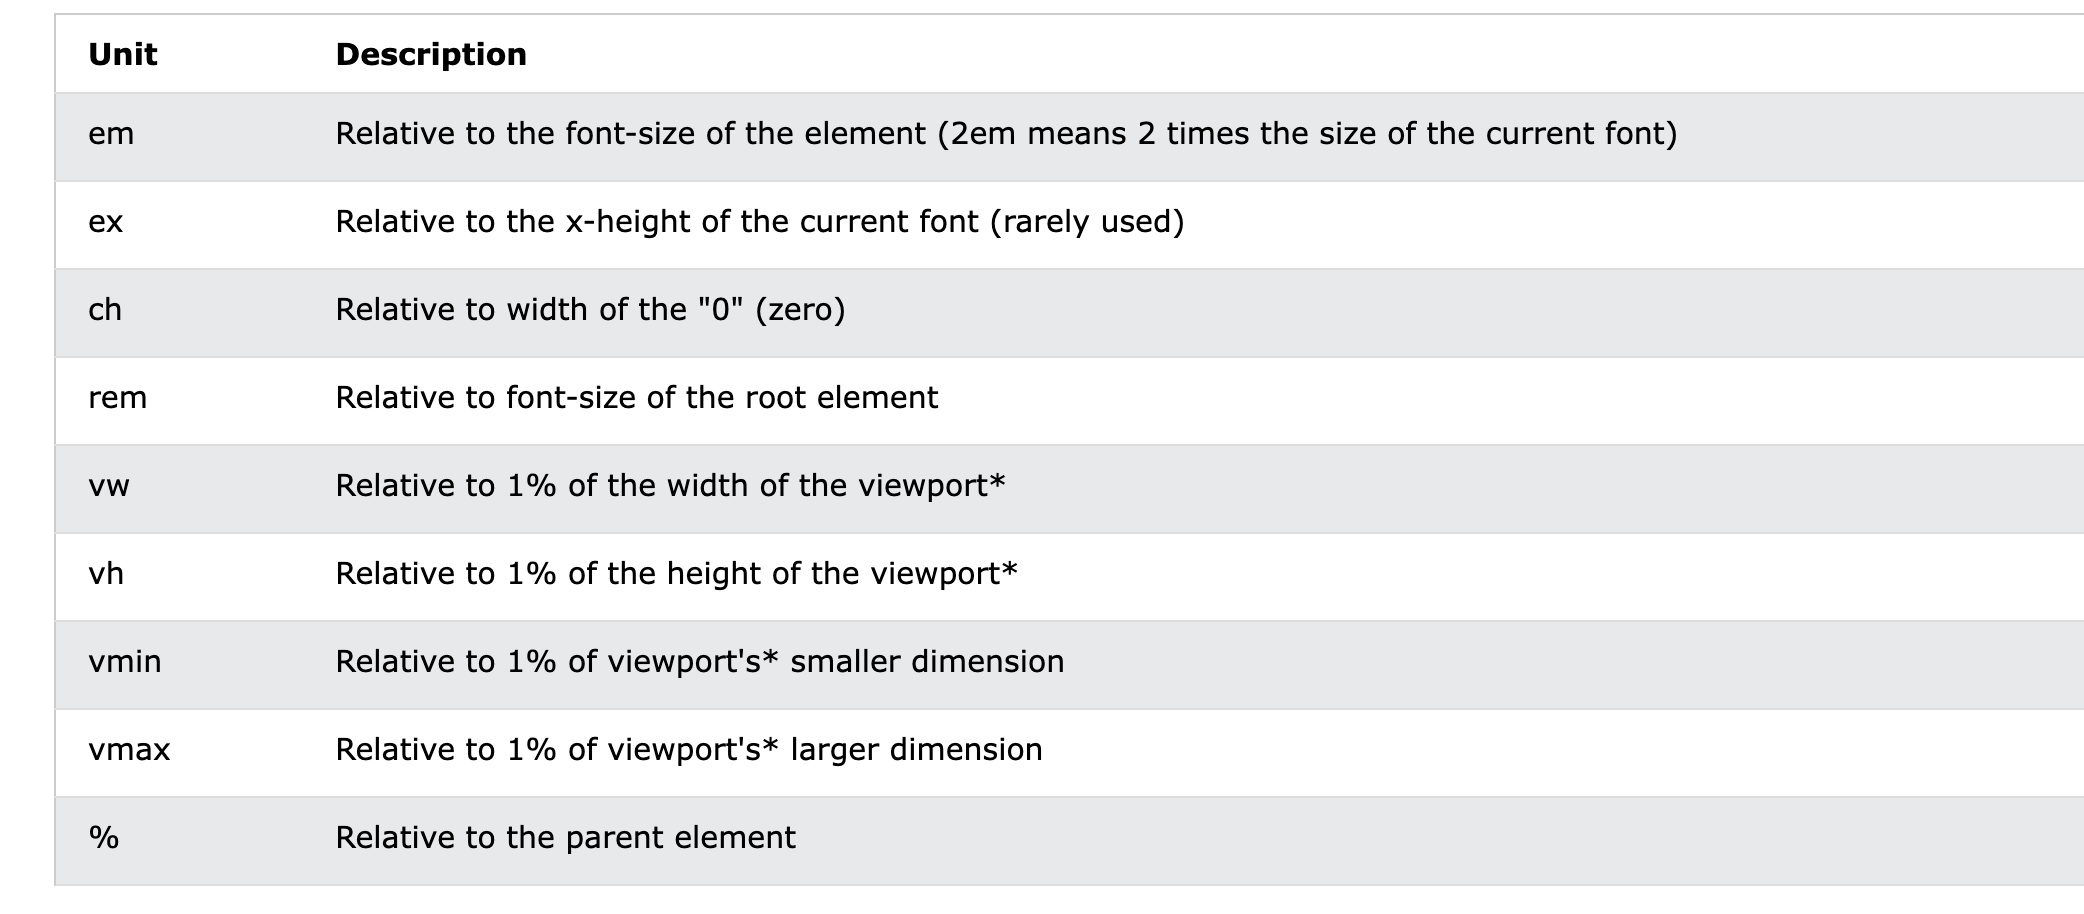 Unit Description
em Relative to the font-size of the element (2em means 2 times the size of the current font)
ex Relative to the x-height of the current font (rarely used)
ch Relative to width of the "0" (zero)
rem Relative to font-size of the root element
vw Relative to 1% of the width of the viewport*
vh Relative to 1% of the height of the viewport*
vmin Relative to 1% of viewport's* smaller dimension
vmax Relative to 1% of viewport's* larger dimension
% Relative to the parent element